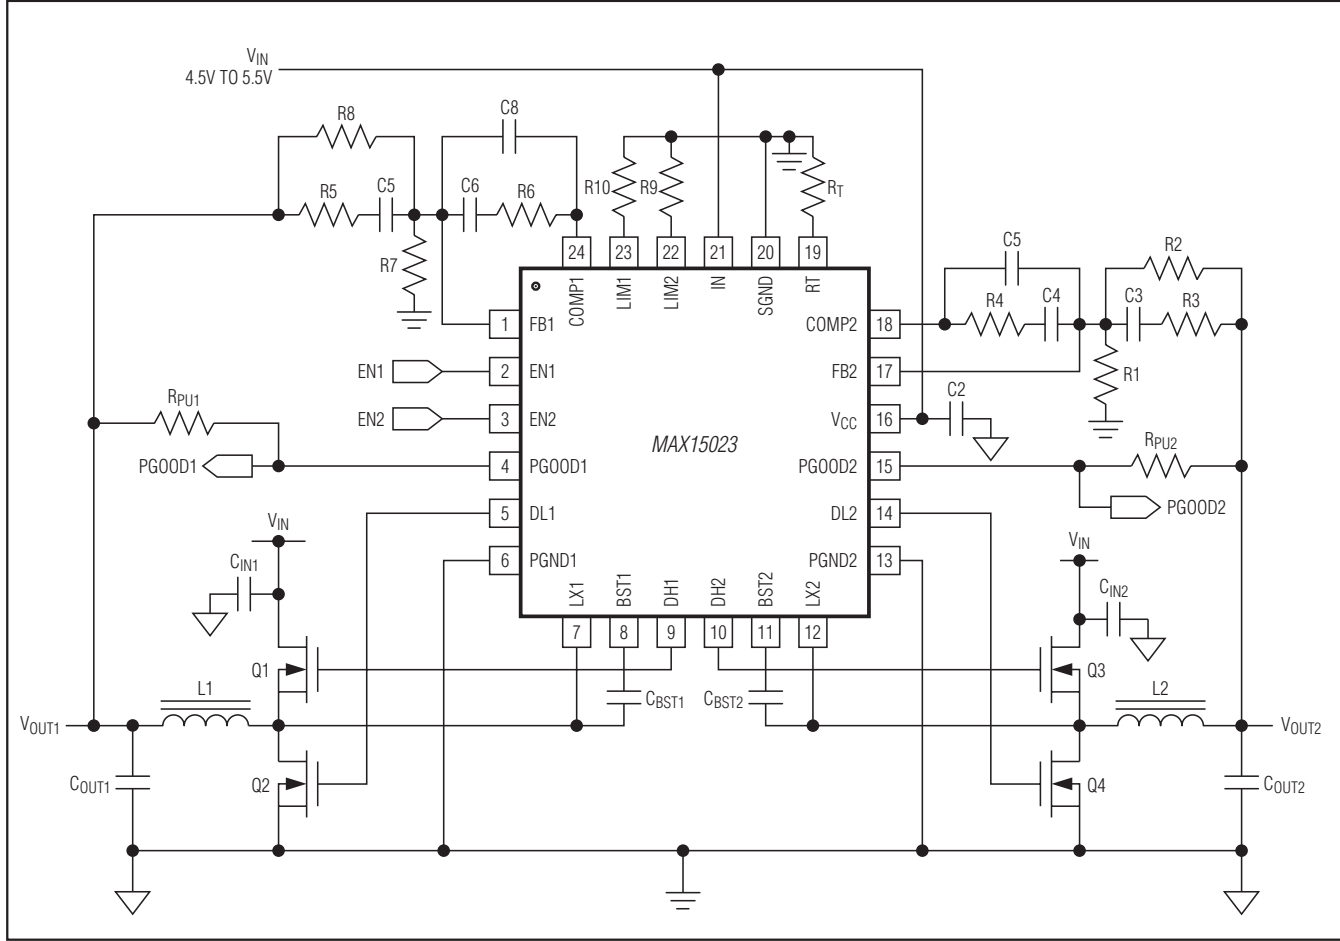 VIN
4.5V TO 5.5V
R8
C8
R5
C5
C6
R6
R10
R9
RT
R7
24
23
22
21
20
19
COMP1
LIM1
LIM2
IN
SGND
RT
C5
R2
R4
C4
C3
R3
R1
1
FB1
COMP2
18
EN1
2
EN1
FB2
17
EN2
3
EN2
VCC
16
C2
MAX15023
RPU1
PGOOD1
4
PGOOD1
PGOOD2
15
RPU2
PGOOD2
5
DL1
DL2
14
6
PGND1
PGND2
13
VIN
CIN1
VIN
CIN2
LX1
BST1
DH1
DH2
BST2
LX2
7
8
9
10
11
12
Q1
Q3
CBST1
CBST2
L1
L2
VOUT1
VOUT2
COUT1
Q2
Q4
COUT2